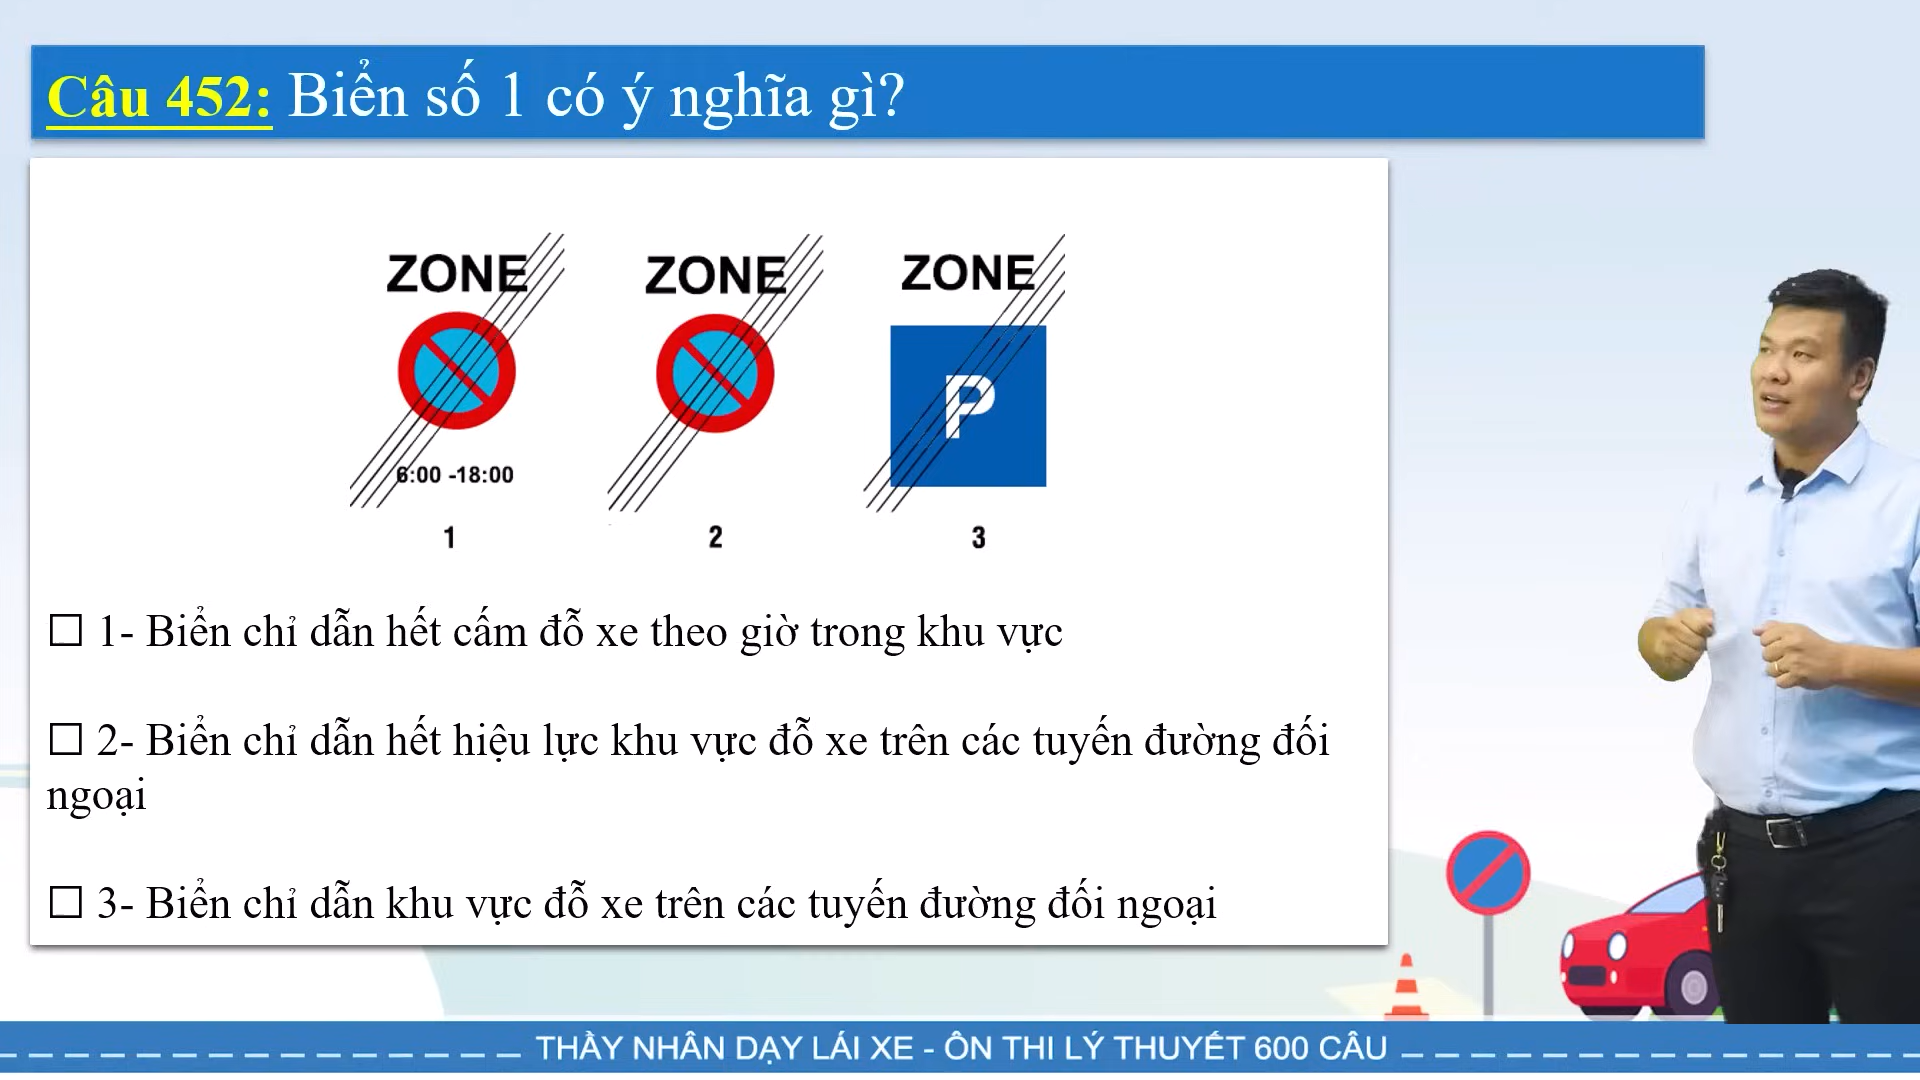 Câu 452: Biển số 1 có ý nghĩa gì?
ZONE ZONE ZONE
P
6:00 -18:00
1 2 3
☐ 1- Biển chỉ dẫn hết cấm đỗ xe theo giờ trong khu vực
☐ 2- Biển chỉ dẫn hết hiệu lực khu vực đỗ xe trên các tuyến đường đối
ngoại
☐ 3- Biển chỉ dẫn khu vực đỗ xe trên các tuyến đường đối ngoại
THẦY NHÂN DẠY LÁI XE - ÔN THI LÝ THUYẾT 600 CÂU